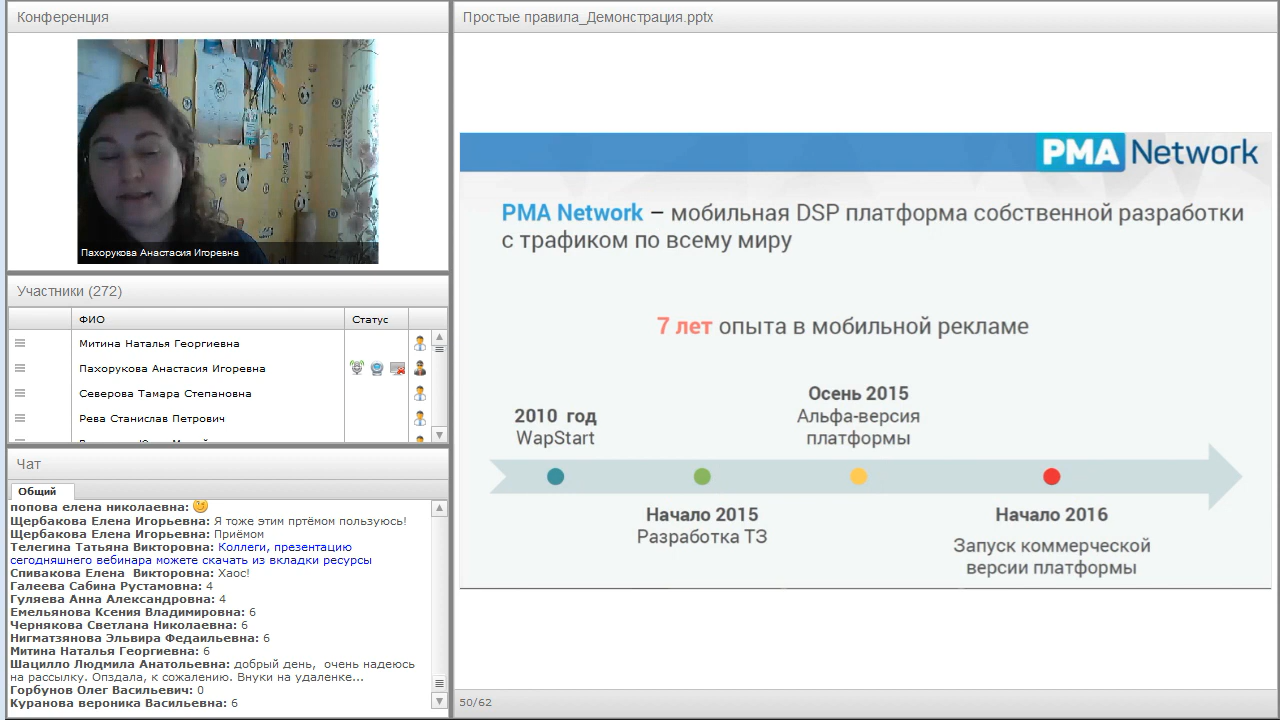 Конференция
Пахорукова Анастасия Игоревна
Участники (272)
ФИО
Статус
Митина Наталья Георгиевна
Пахорукова Анастасия Игоревна
Северова Тамара Степановна
Рева Станислав Петрович
Чат
Общий
попова елена николаевна:
Щербакова Елена Игорьевна: Я тоже этим пртёмом пользуюсь!
Щербакова Елена Игорьевна: Приёмом
Телегина Татьяна Викторовна: Коллеги, презентацию
сегодняшнего вебинара можете скачать из вкладки ресурсы
Спивакова Елена Викторовна: Хаос!
Галеева Сабина Рустамовна: 4
Гуляева Анна Александровна: 4
Емельянова Ксения Владимировна: 6
Чернякова Светлана Николаевна: 6
Нигматзянова Эльвира Федаильевна: 6
Митина Наталья Георгиевна: 6
Шацилло Людмила Анатольевна: добрый день, очень надеюсь
на рассылку. Опздала, к сожалению. Внуки на удаленке...
Горбунов Олег Васильевич: 0
Куранова вероника Васильевна: 6
Простые правила_Демонстрация.pptx
PMA Network
PMA Network – мобильная DSP платформа собственной разработки
с трафиком по всему миру
7 лет опыта в мобильной рекламе
2010 год
WapStart
Начало 2015
Разработка ТЗ
Осень 2015
Альфа-версия
платформы
Начало 2016
Запуск коммерческой
версии платформы
50/62